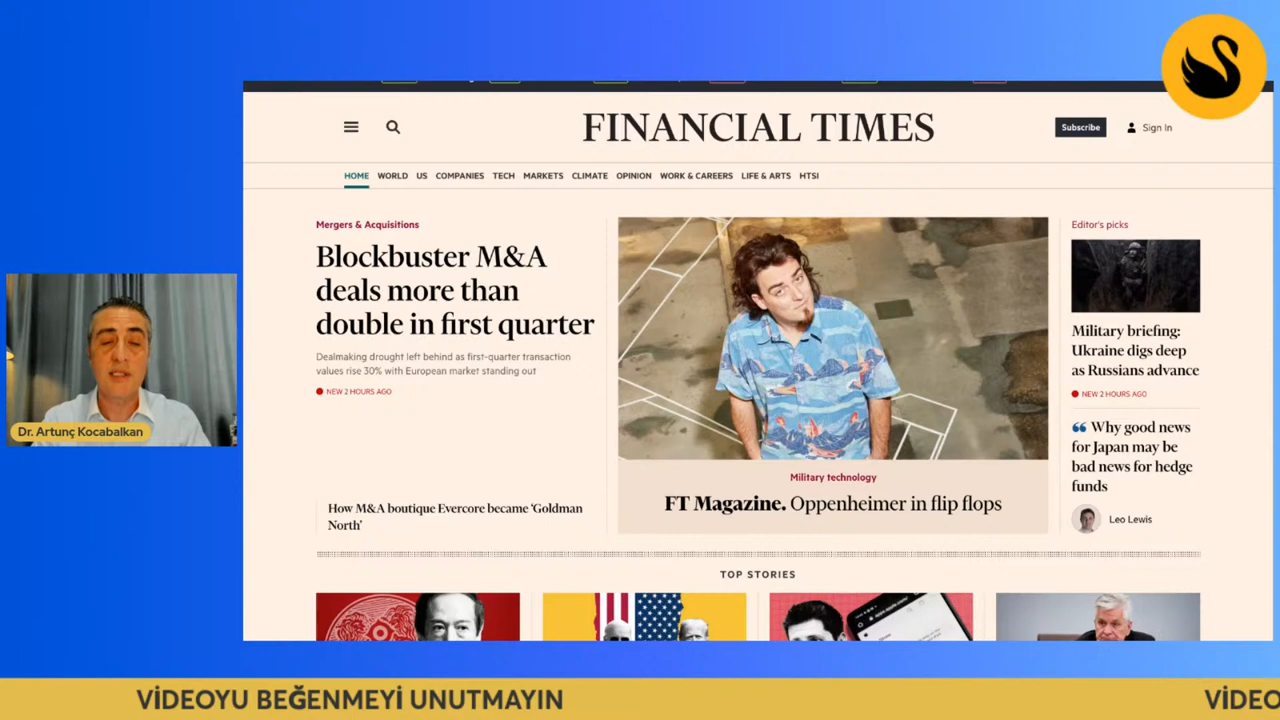 FINANCIAL TIMES
Subscribe
Sign In
HOME WORLD US COMPANIES TECH MARKETS CLIMATE OPINION WORK & CAREERS LIFE & ARTS HTSI
Mergers & Acquisitions
Blockbuster M&A
deals more than
double in first quarter
Dealmaking drought left behind as first-quarter transaction
values rise 30% with European market standing out
NEW 2 HOURS AGO
How M&A boutique Evercore became ‘Goldman
North’
Military technology
FT Magazine. Oppenheimer in flip flops
Editor's picks
Military briefing:
Ukraine digs deep
as Russians advance
NEW 2 HOURS AGO
“ Why good news
for Japan may be
bad news for hedge
funds
Leo Lewis
TOP STORIES
Dr. Artunç Kocabalkan
VİDEOYU BEĞENMEYİ UNUTMAYIN